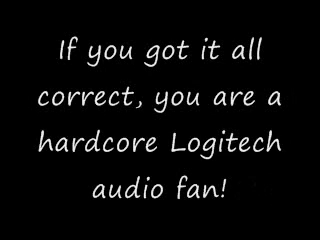 If you got it all
correct, you are a
hardcore Logitech
audio fan!